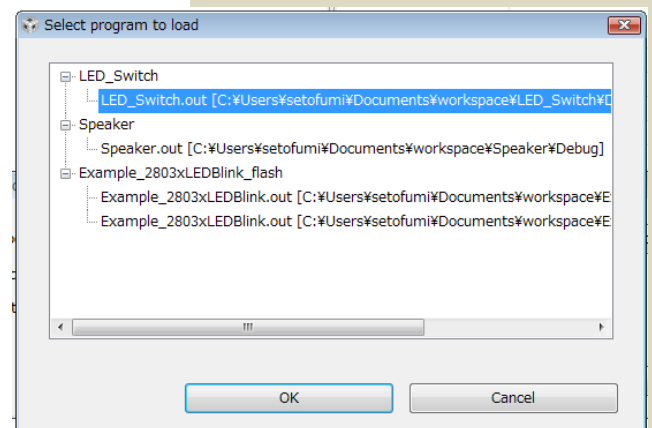 Select program to load
LED_Switch
LED_Switch.out [C:¥Users¥setofumi¥Documents¥workspace¥LED_Switch¥D
Speaker
Speaker.out [C:¥Users¥setofumi¥Documents¥workspace¥Speaker¥Debug]
Example_2803xLEDBlink_flash
Example_2803xLEDBlink.out [C:¥Users¥setofumi¥Documents¥workspace¥E
Example_2803xLEDBlink.out [C:¥Users¥setofumi¥Documents¥workspace¥E
OK
Cancel